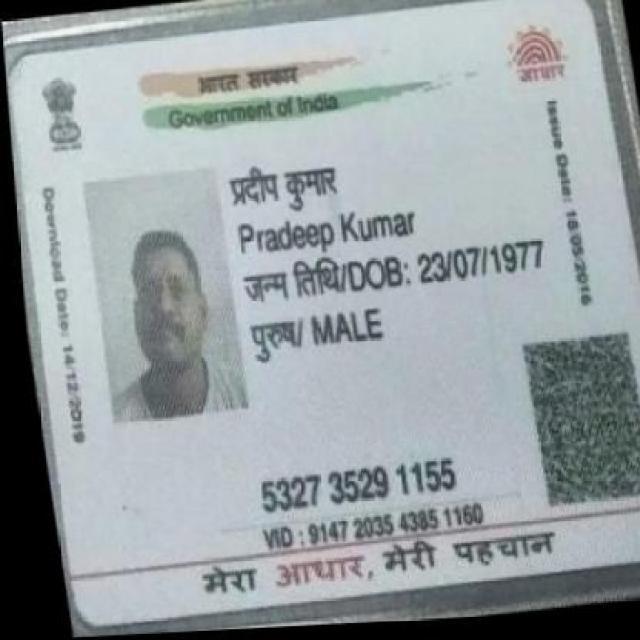 भारत सरकार
Government of India
आधार
Issue Date: 18/05/2016
Download Date: 14/12/2019
प्रदीप कुमार
Pradeep Kumar
जन्म तिथि/DOB: 23/07/1977
पुरुष/ MALE
5327 3529 1155
VID : 9147 2035 4385 1160
मेरा आधार, मेरी पहचान